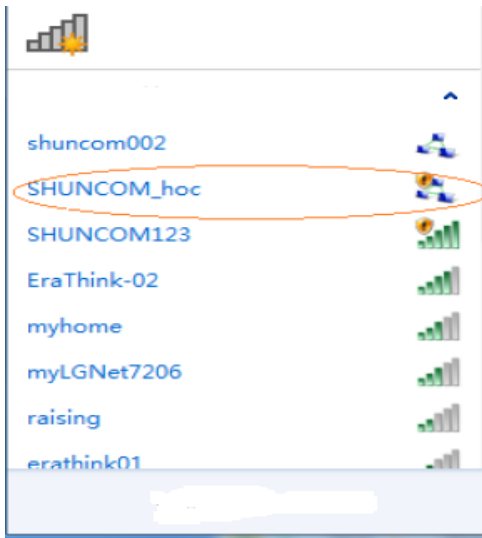 shuncom002
SHUNCOM_hoc
SHUNCOM123
EraThink-02
myhome
myLGNet7206
raising
erathink01